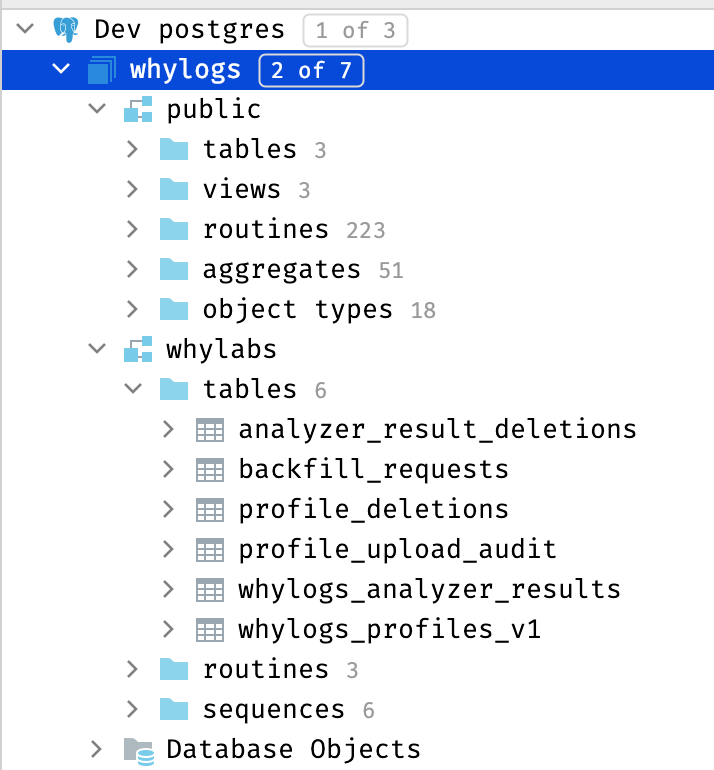 Dev postgres 1 of 3
whylogs 2 of 7
public
tables 3
views 3
routines 223
aggregates 51
object types 18
whylabs
tables 6
analyzer_result_deletions
backfill_requests
profile_deletions
profile_upload_audit
whylogs_analyzer_results
whylogs_profiles_v1
routines 3
sequences 6
Database Objects